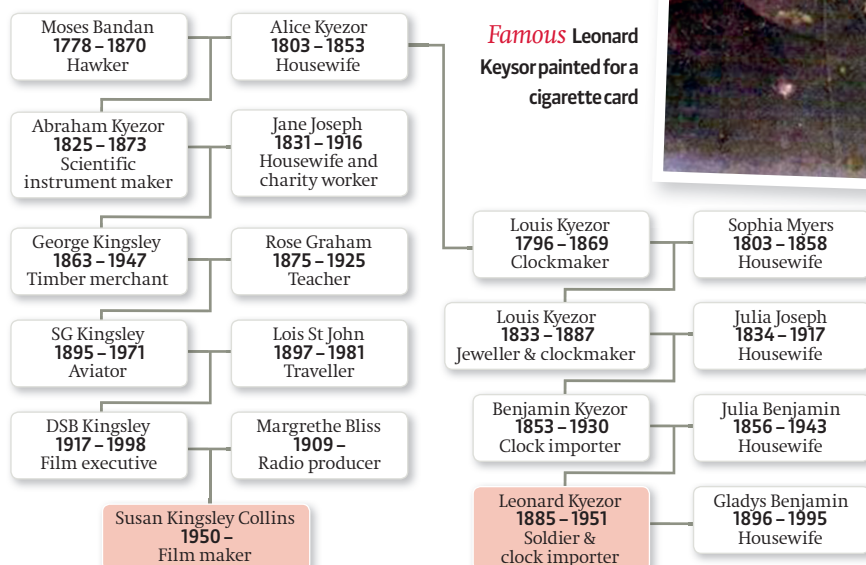 Moses Bandan
1778 – 1870
Hawker
Alice Kyezor
1803 – 1853
Housewife
Famous Leonard
Keysor painted for a
cigarette card
Abraham Kyezor
1825 – 1873
Scientific
instrument maker
Jane Joseph
1831 – 1916
Housewife and
charity worker
George Kingsley
1863 – 1947
Timber merchant
Rose Graham
1875 – 1925
Teacher
SG Kingsley
1895 – 1971
Aviator
Lois St John
1897 – 1981
Traveller
DSB Kingsley
1917 – 1998
Film executive
Margrethe Bliss
1909 –
Radio producer
Susan Kingsley Collins
1950 –
Film maker
Louis Kyezor
1796 – 1869
Clockmaker
Sophia Myers
1803 – 1858
Housewife
Louis Kyezor
1833 – 1887
Jeweller & clockmaker
Julia Joseph
1834 – 1917
Housewife
Benjamin Kyezor
1853 – 1930
Clock importer
Julia Benjamin
1856 – 1943
Housewife
Leonard Kyezor
1885 – 1951
Soldier &
clock importer
Gladys Benjamin
1896 – 1995
Housewife